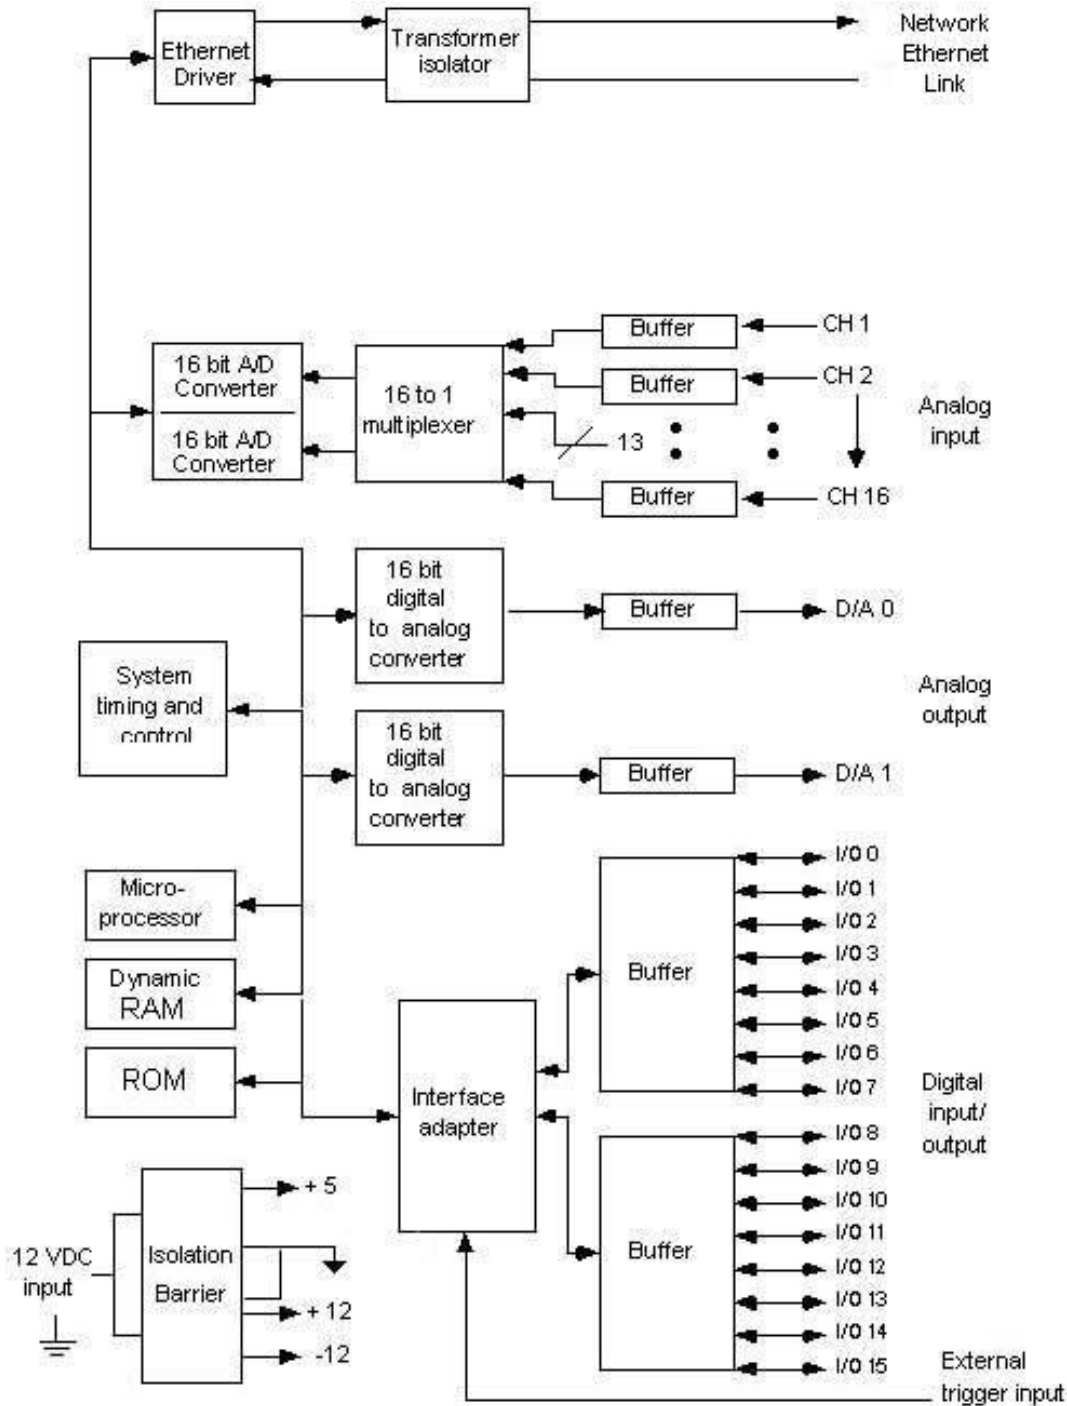 Ethernet
Driver
Transformer
isolator
Network
Ethernet
Link
16 bit A/D
Converter
16 bit A/D
Converter
16 to 1
multiplexer
Buffer
CH 1
Buffer
CH 2
13
Buffer
CH 16
Analog
input
16 bit
digital
to analog
converter
Buffer
D/A 0
System
timing and
control
Analog
output
16 bit
digital
to analog
converter
Buffer
D/A 1
Micro-
processor
Dynamic
RAM
ROM
Interface
adapter
Buffer
I/O 0
I/O 1
I/O 2
I/O 3
I/O 4
I/O 5
I/O 6
I/O 7
Digital
input/
output
Buffer
I/O 8
I/O 9
I/O 10
I/O 11
I/O 12
I/O 13
I/O 14
I/O 15
12 VDC
input
Isolation
Barrier
+ 5
+ 12
-12
External
trigger input